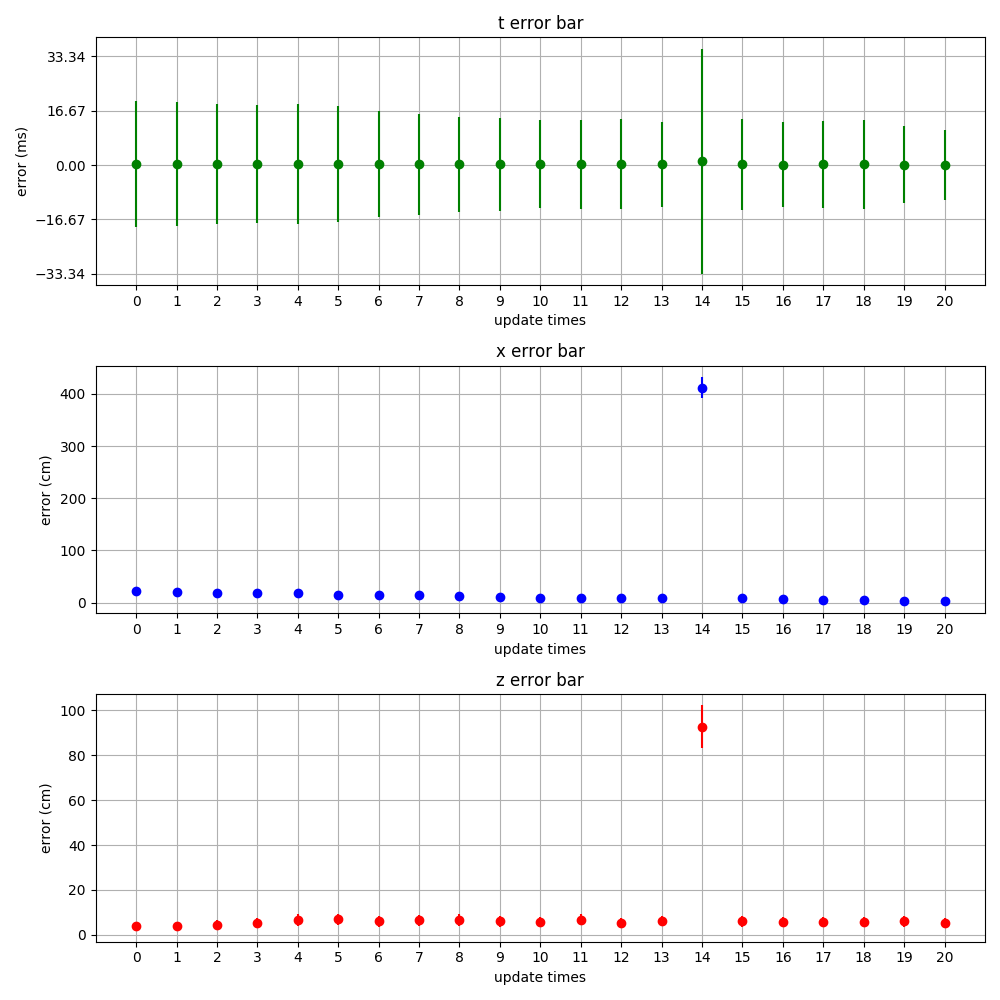 t error bar
33.34
16.67
0.00
−16.67
−33.34
error (ms)
0 1 2 3 4 5 6 7 8 9 10 11 12 13 14 15 16 17 18 19 20
update times
x error bar
400
300
200
100
0
error (cm)
0 1 2 3 4 5 6 7 8 9 10 11 12 13 14 15 16 17 18 19 20
update times
z error bar
100
80
60
40
20
0
error (cm)
0 1 2 3 4 5 6 7 8 9 10 11 12 13 14 15 16 17 18 19 20
update times